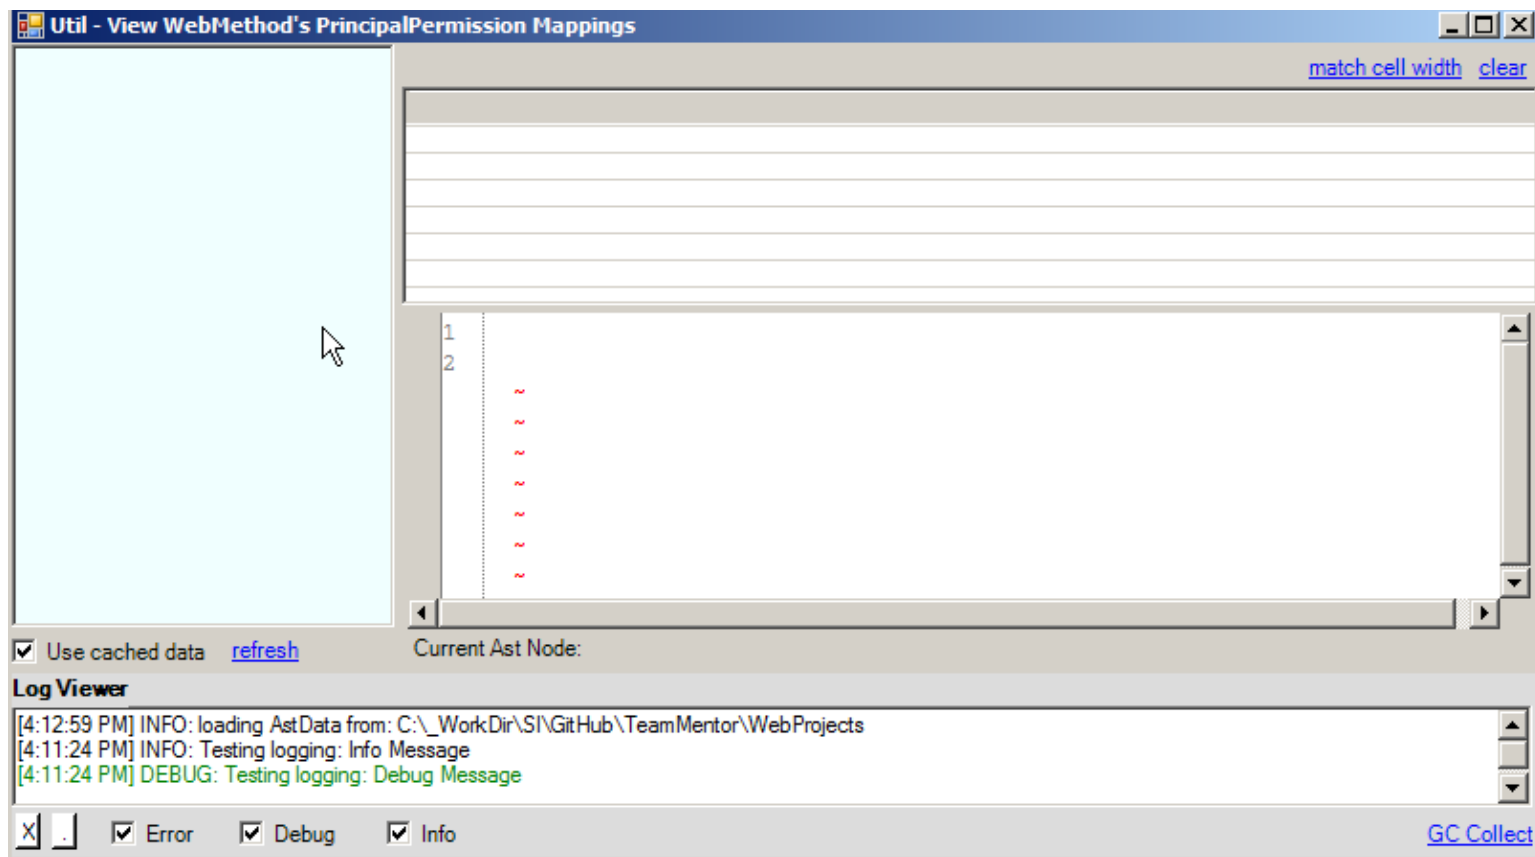 Util - View WebMethod's PrincipalPermission Mappings
match cell width clear
1
2
~
~
~
~
~
~
~
Use cached data refresh
Current Ast Node:
Log Viewer
[4:12:59 PM] INFO: loading AstData from: C:\_WorkDir\SI\GitHub\TeamMentor\WebProjects
[4:11:24 PM] INFO: Testing logging: Info Message
[4:11:24 PM] DEBUG: Testing logging: Debug Message
X . Error Debug Info GC Collect